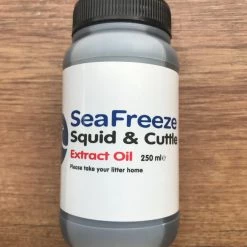 SeaFreeze
Squid & Cuttle
Extract Oil 250 ml℮
Please take your litter home